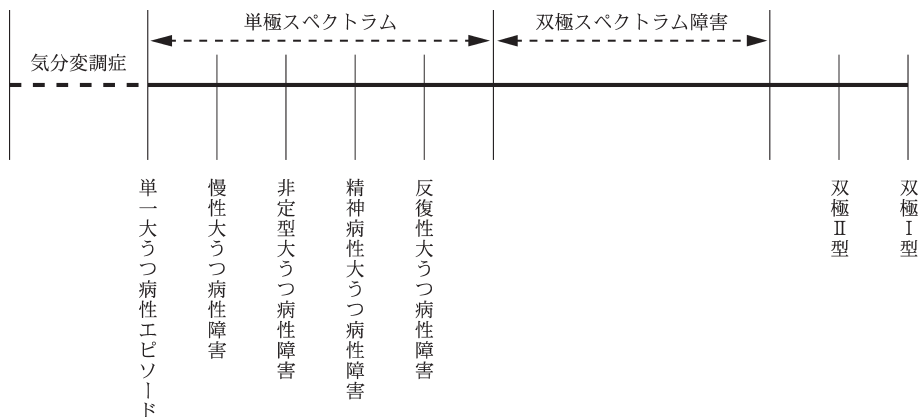 単極スペクトラム
双極スペクトラム障害
気分変調症
単一大うつ病性エピソード
慢性大うつ病性障害
非定型大うつ病性障害
精神病性大うつ病性障害
反復性大うつ病性障害
双極Ⅱ型
双極Ⅰ型